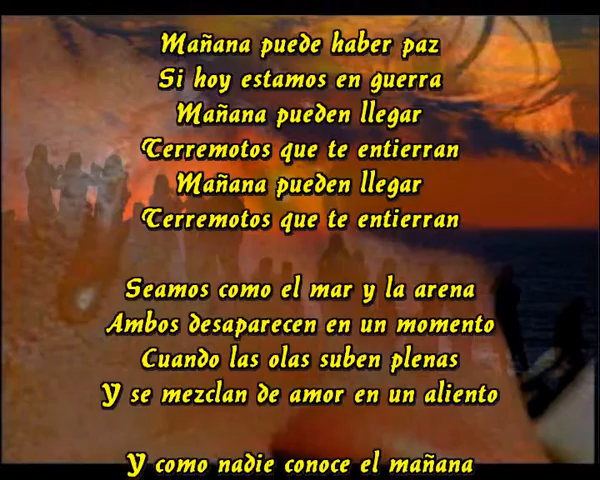 Mañana puede haber paz
Si hoy estamos en guerra
Mañana pueden llegar
Terremotos que te entierran
Mañana pueden llegar
Terremotos que te entierran
Seamos como el mar y la arena
Ambos desaparecen en un momento
Cuando las olas suben plenas
Y se mezclan de amor en un aliento
Y como nadie conoce el mañana